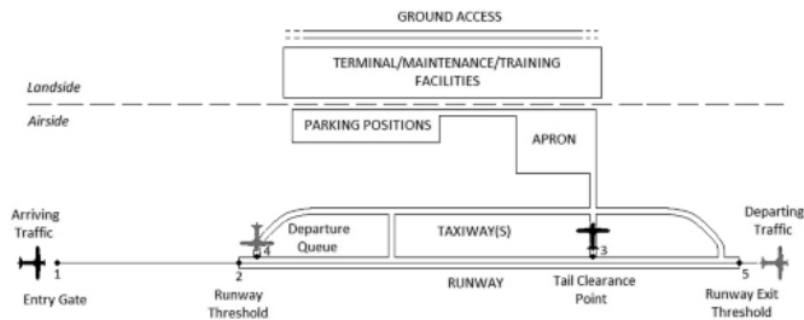 GROUND ACCESS
TERMINAL/MAINTENANCE/TRAINING
FACILITIES
Landside
Airside
PARKING POSITIONS
APRON
Arriving
Traffic
Departure
Queue
TAXIWAY(S)
Departing
Traffic
4
3
1
2
5
Entry Gate
Runway
Threshold
RUNWAY
Tail Clearance
Point
Runway Exit
Threshold